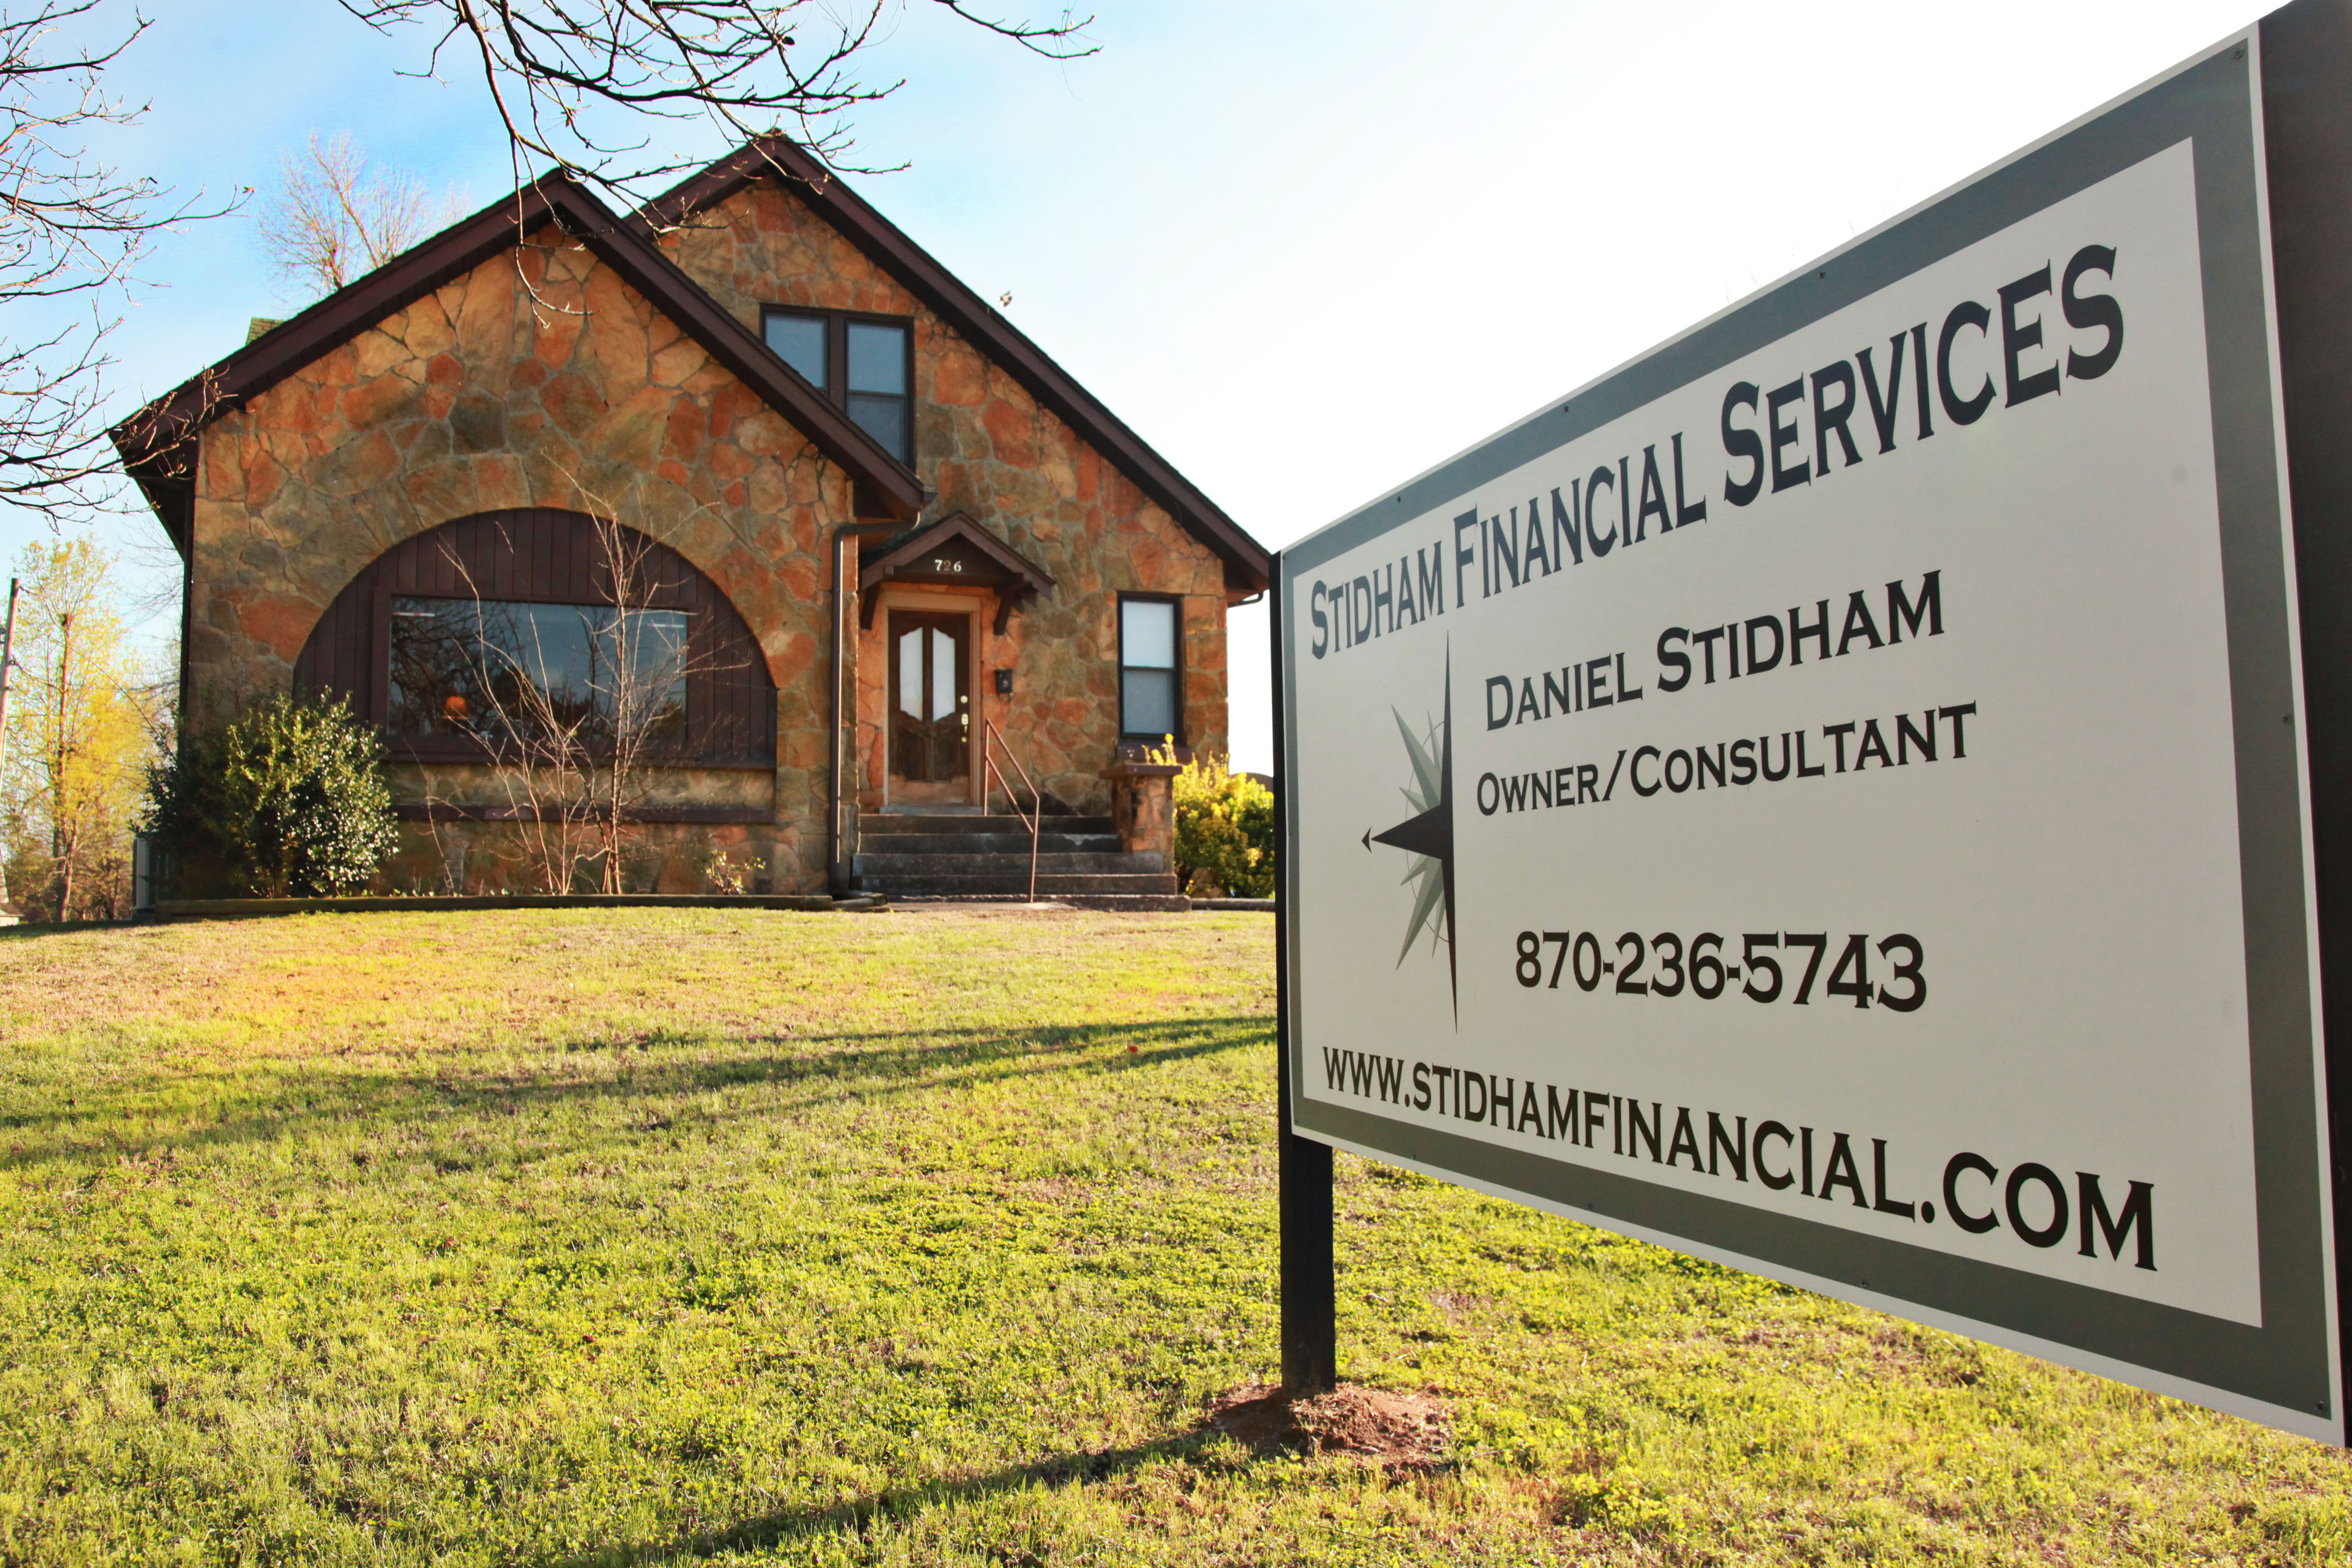 726
STIDHAM FINANCIAL SERVICES
DANIEL STIDHAM
OWNER/CONSULTANT
870-236-5743
WWW.STIDHAMFINANCIAL.COM